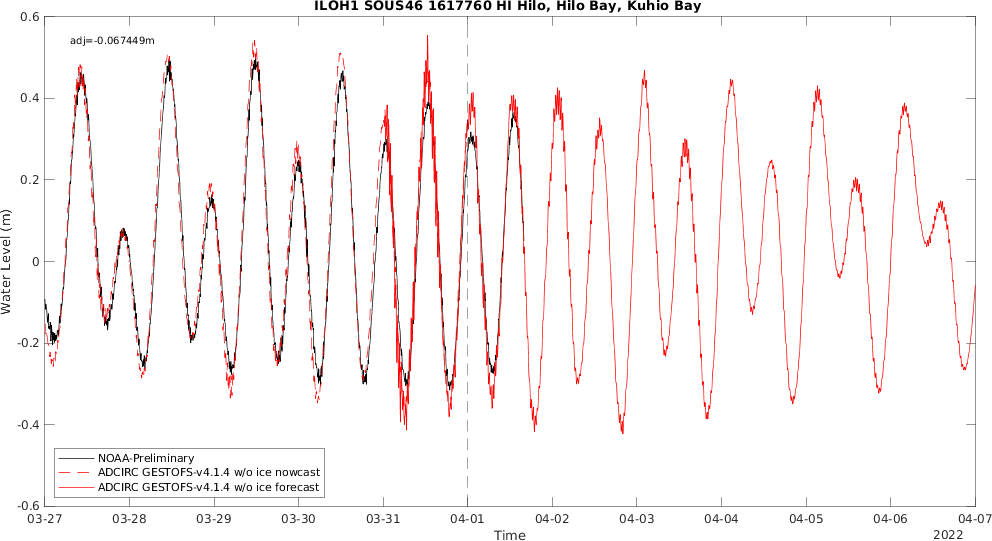 ILOH1 SOUS46 1617760 HI Hilo, Hilo Bay, Kuhio Bay
adj=-0.067449m
0.6
0.4
0.2
0
-0.2
-0.4
-0.6
Water Level (m)
NOAA-Preliminary
ADCIRC GESTOFS-v4.1.4 w/o ice nowcast
ADCIRC GESTOFS-v4.1.4 w/o ice forecast
03-27 03-28 03-29 03-30 03-31 04-01 04-02 04-03 04-04 04-05 04-06 04-07
Time
2022